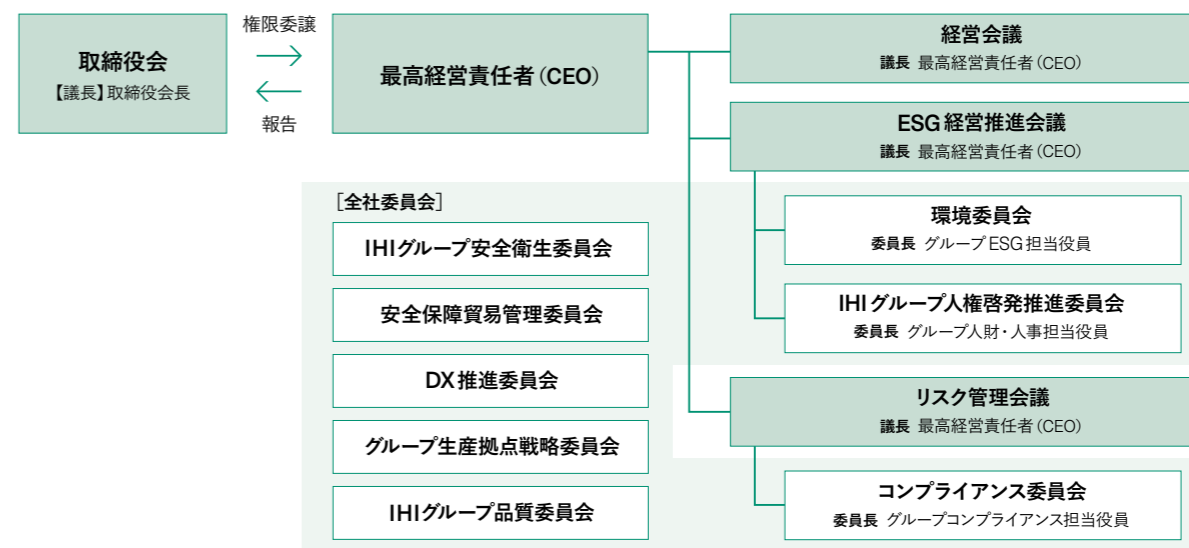 取締役会
【議長】取締役会長
権限委譲
報告
最高経営責任者(CEO)
経営会議
議長 最高経営責任者(CEO)
ESG経営推進会議
議長 最高経営責任者(CEO)
環境委員会
委員長 グループESG担当役員
IHIグループ人権啓発推進委員会
委員長 グループ人財・人事担当役員
リスク管理会議
議長 最高経営責任者(CEO)
コンプライアンス委員会
委員長 グループコンプライアンス担当役員
[全社委員会]
IHIグループ安全衛生委員会
安全保障貿易管理委員会
DX推進委員会
グループ生産拠点戦略委員会
IHIグループ品質委員会